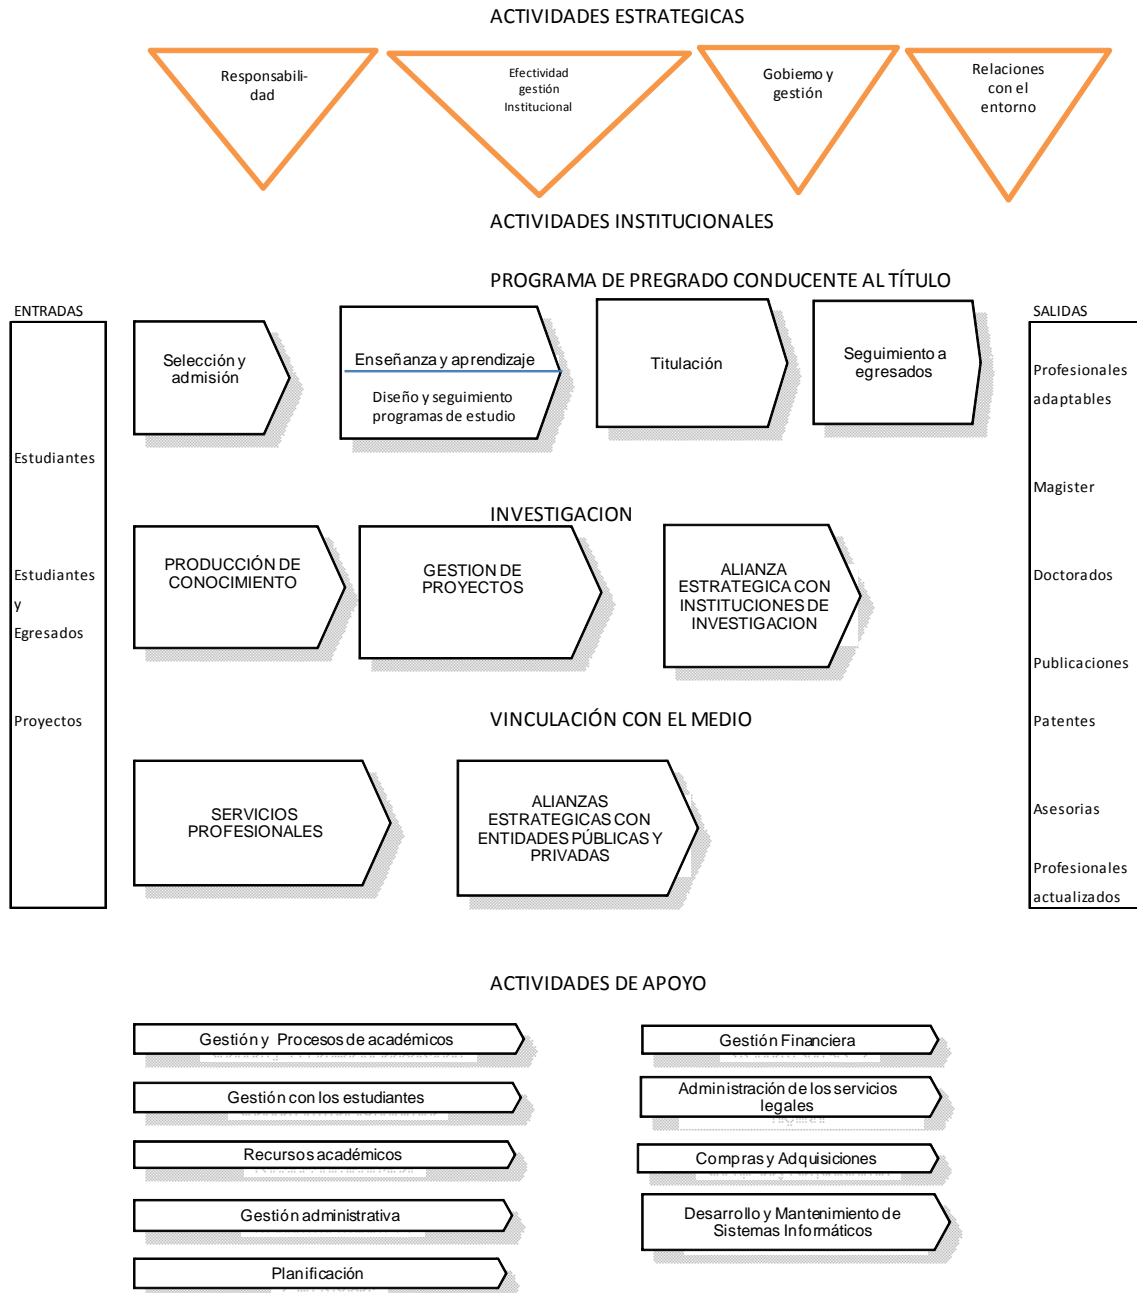 ACTIVIDADES ESTRATEGICAS
Responsabili-
dad
Efectividad
gestión
Institucional
Gobierno y
gestión
Relaciones
con el
entorno
ACTIVIDADES INSTITUCIONALES
PROGRAMA DE PREGRADO CONDUCENTE AL TÍTULO
ENTRADAS
Estudiantes
Estudiantes
y
Egresados
Proyectos
Selección y
admisión
Enseñanza y aprendizaje
Diseño y seguimiento
programas de estudio
Titulación
Seguimiento a
egresados
INVESTIGACION
PRODUCCIÓN DE
CONOCIMIENTO
GESTION DE
PROYECTOS
ALIANZA
ESTRATEGICA CON
INSTITUCIONES DE
INVESTIGACION
VINCULACIÓN CON EL MEDIO
SERVICIOS
PROFESIONALES
ALIANZAS
ESTRATEGICAS CON
ENTIDADES PÚBLICAS Y
PRIVADAS
SALIDAS
Profesionales
adaptables
Magister
Doctorados
Publicaciones
Patentes
Asesorias
Profesionales
actualizados
ACTIVIDADES DE APOYO
Gestión y Procesos de académicos
Gestión con los estudiantes
Recursos académicos
Gestión administrativa
Planificación
Gestión Financiera
Administración de los servicios
legales
Compras y Adquisiciones
Desarrollo y Mantenimiento de
Sistemas Informáticos